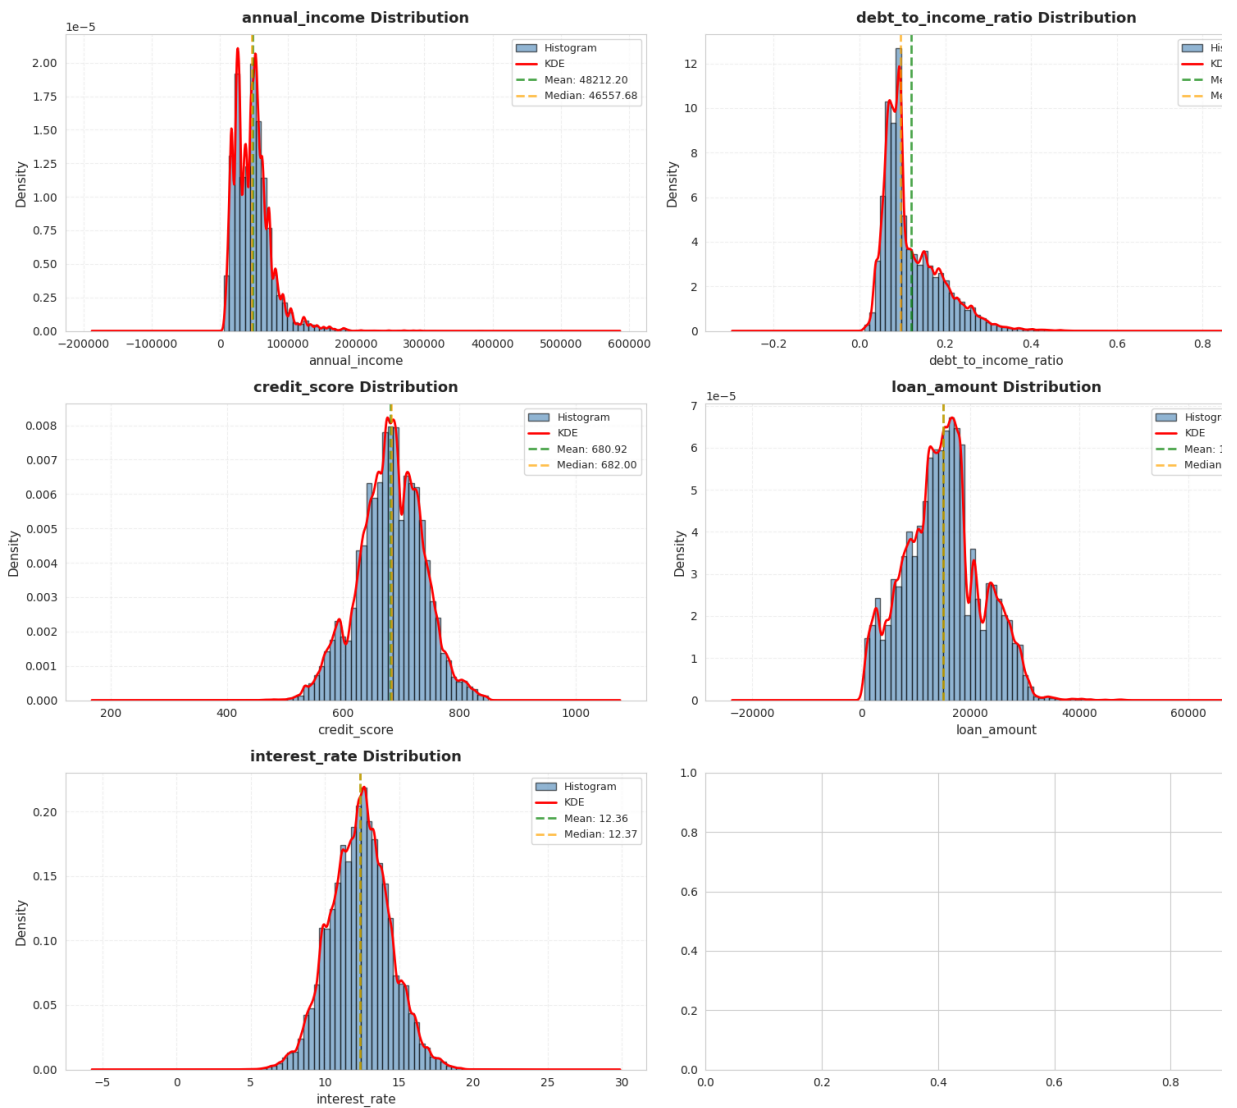 annual_income Distribution
1e−5
2.00
1.75
1.50
1.25
1.00
0.75
0.50
0.25
0.00
Density
−200000 −100000 0 100000 200000 300000 400000 500000 600000
annual_income
Histogram
KDE
Mean: 48212.20
Median: 46557.68
debt_to_income_ratio Distribution
12
10
8
6
4
2
0
Density
−0.2 0.0 0.2 0.4 0.6 0.8
debt_to_income_ratio
His
KD
Me
Me
credit_score Distribution
0.008
0.007
0.006
0.005
0.004
0.003
0.002
0.001
0.000
Density
200 400 600 800 1000
credit_score
Histogram
KDE
Mean: 680.92
Median: 682.00
loan_amount Distribution
1e−5
7
6
5
4
3
2
1
0
Density
−20000 0 20000 40000 60000
loan_amount
Histogr
KDE
Mean: 1
Median
interest_rate Distribution
0.20
0.15
0.10
0.05
0.00
Density
−5 0 5 10 15 20 25 30
interest_rate
Histogram
KDE
Mean: 12.36
Median: 12.37
1.0
0.8
0.6
0.4
0.2
0.0
0.0 0.2 0.4 0.6 0.8